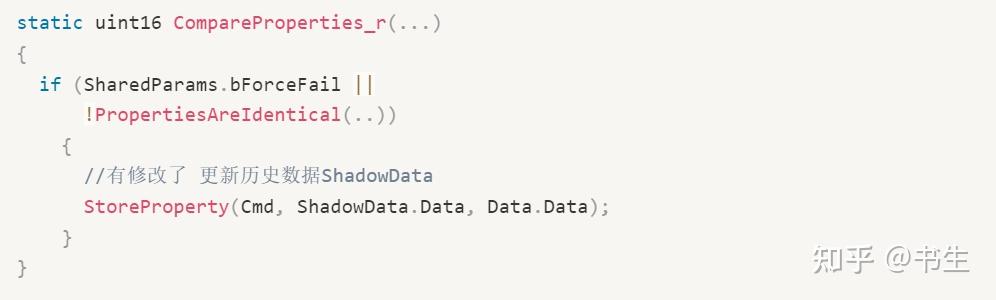 static uint16 CompareProperties_r(...)
{
if (SharedParams.bForceFail ||
!PropertiesAreIdentical(..))
{
//有修改了 更新历史数据ShadowData
StoreProperty(Cmd, ShadowData.Data, Data.Data);
}
}
知乎 @书生